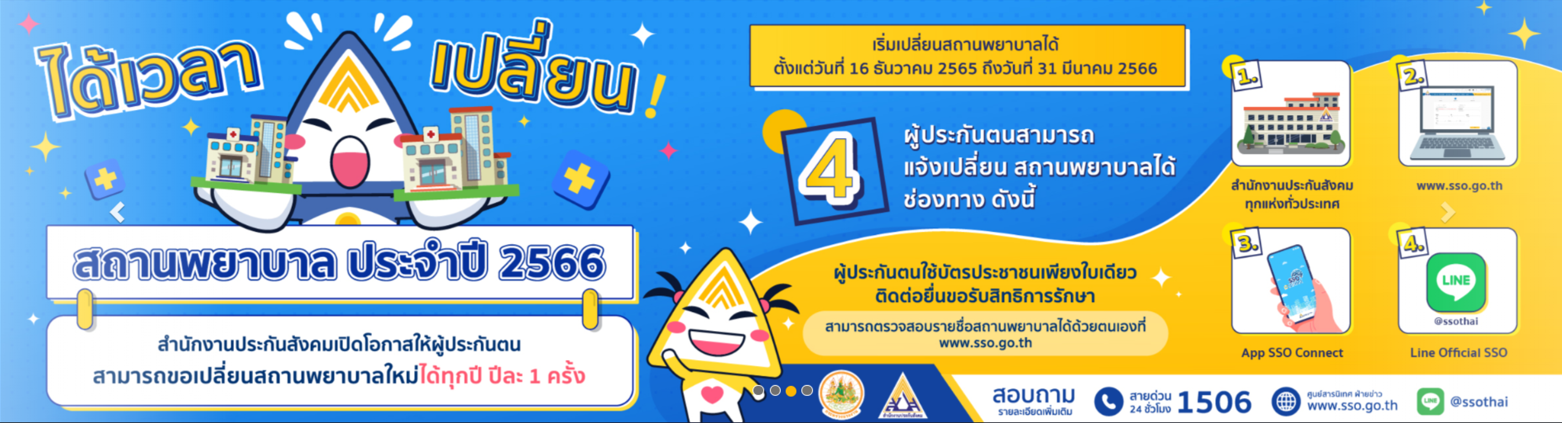 ได้เวลา
เปลี่ยน!
สถานพยาบาล ประจำปี 2566
สำนักงานประกันสังคมเปิดโอกาสให้ผู้ประกันตน
สามารถขอเปลี่ยนสถานพยาบาลใหม่ได้ทุกปี ปีละ 1 ครั้ง
เริ่มเปลี่ยนสถานพยาบาลได้
ตั้งแต่วันที่ 16 ธันวาคม 2565 ถึงวันที่ 31 มีนาคม 2566
4
ผู้ประกันตนสามารถ
แจ้งเปลี่ยน สถานพยาบาลได้
ช่องทาง ดังนี้
1.
สำนักงานประกันสังคม
ทุกแห่งทั่วประเทศ
2.
www.sso.go.th
3.
App SSO Connect
4.
LINE
@ssothai
Line Official SSO
ผู้ประกันตนใช้บัตรประชาชนเพียงใบเดียว
ติดต่อยื่นขอรับสิทธิการรักษา
สามารถตรวจสอบรายชื่อสถานพยาบาลได้ด้วยตนเองที่
www.sso.go.th
สำนักงานประกันสังคม
สอบถาม
รายละเอียดเพิ่มเติม
สายด่วน
24 ชั่วโมง
1506
ศูนย์สารนิเทศ ฝ่ายข่าว
www.sso.go.th
LINE
@ssothai